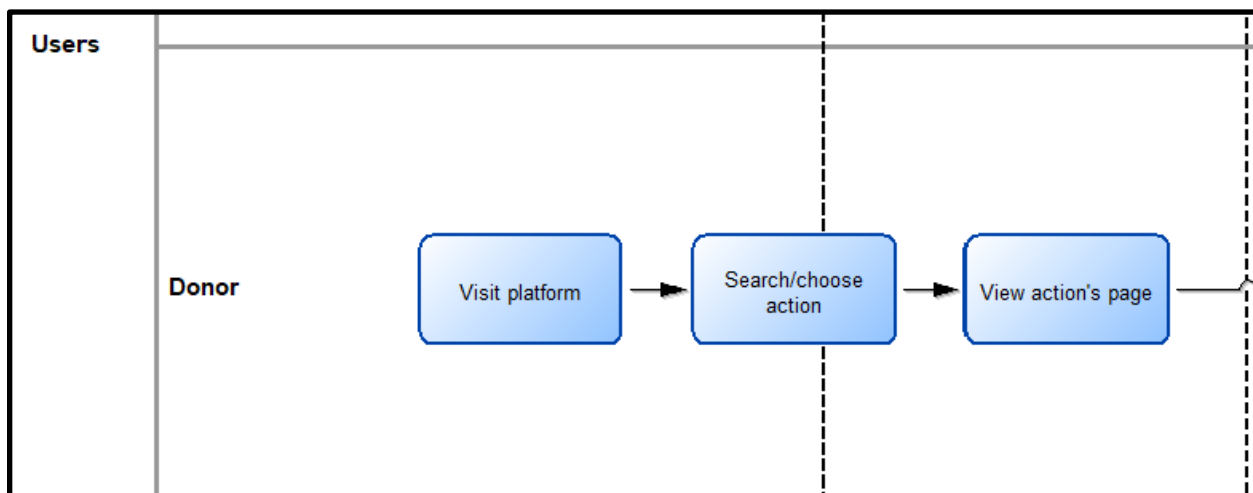 Users
Donor
Visit platform
Search/choose
action
View action's page